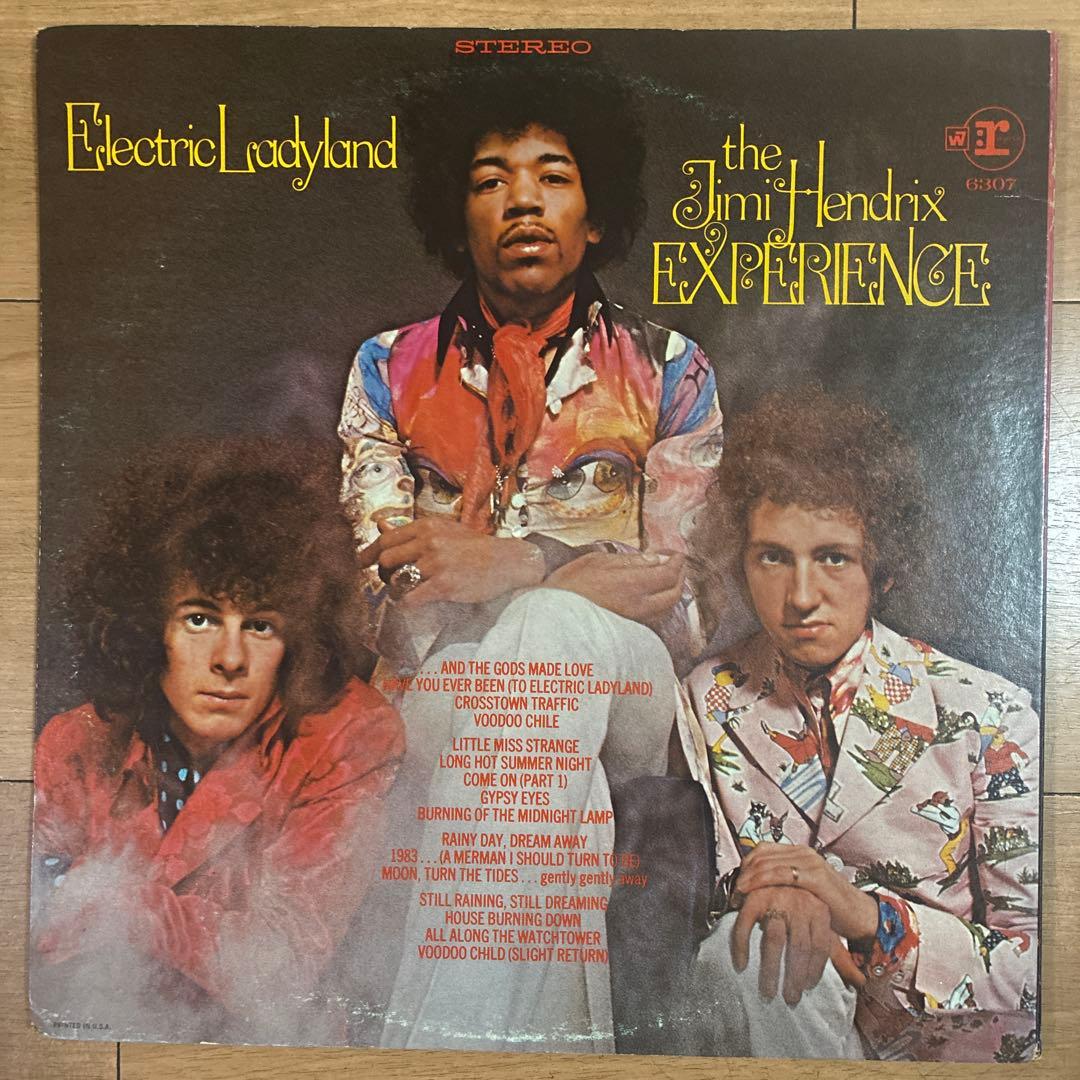 STEREO
Electric Ladyland
the
Jimi Hendrix
EXPERIENCE
W7 r
6307
...AND THE GODS MADE LOVE
HAVE YOU EVER BEEN (TO ELECTRIC LADYLAND)
CROSSTOWN TRAFFIC
VOODOO CHILE
LITTLE MISS STRANGE
LONG HOT SUMMER NIGHT
COME ON (PART 1)
GYPSY EYES
BURNING OF THE MIDNIGHT LAMP
RAINY DAY, DREAM AWAY
1983...(A MERMAN I SHOULD TURN TO BE)
MOON, TURN THE TIDES...gently gently away
STILL RAINING, STILL DREAMING
HOUSE BURNING DOWN
ALL ALONG THE WATCHTOWER
VOODOO CHILD (SLIGHT RETURN)
PRINTED IN U.S.A.